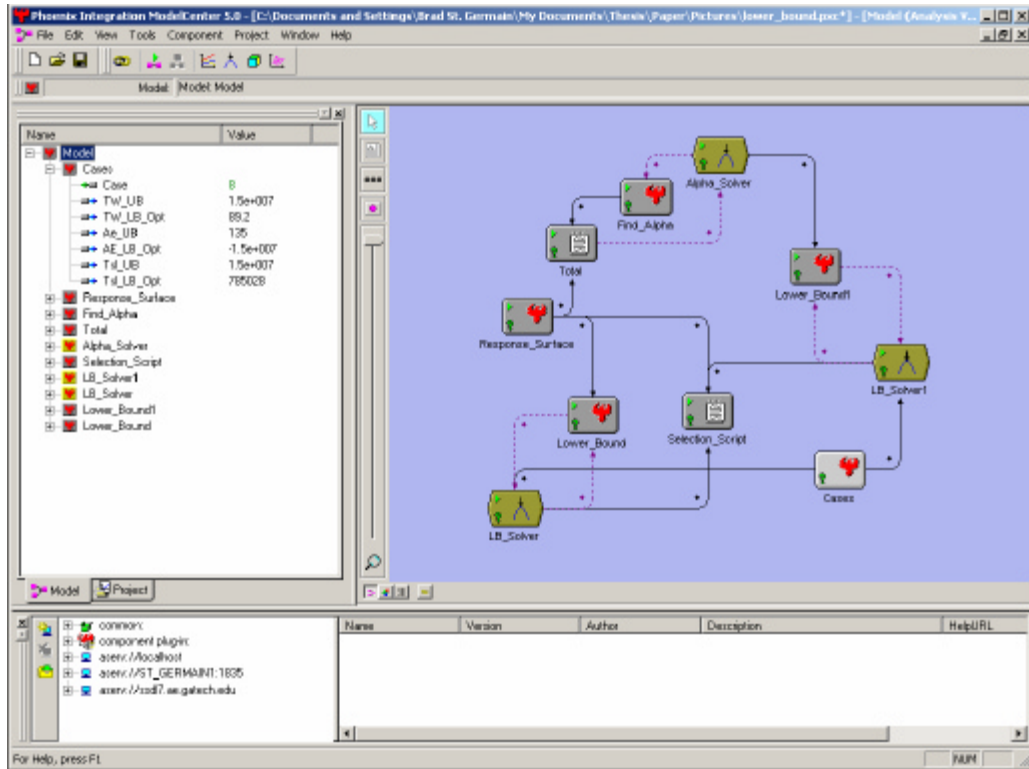 Phoenix Integration ModelCenter 5.0 - [C:\Documents and Settings\Brad St. Germain\My Documents\Thesis\Paper\Pictures\lower_bound.pxc*] - [Model (Analysis V...
File Edit View Tools Component Project Window Help
Model: Model: Model
Name Value
Model
Cases
Case B
TW_UB 1.5e+007
TW_LB_Opt 89.2
Ae_UB 135
AE_LB_Opt -1.5e+007
Tsl_UB 1.5e+007
Tsl_LB_Opt 785028
Response_Surface
Find_Alpha
Total
Alpha_Solver
Selection_Script
LB_Solver1
LB_Solver
Lower_Bound1
Lower_Bound
Model Project
Alpha_Solver
Find_Alpha
Total
Lower_Bound1
Response_Surface
LB_Solver1
Lower_Bound
Selection_Script
Cases
LB_Solver
common:
component plugin:
aserv://localhost
aserv://ST_GERMAIN1:1835
aserv://ssdl7.ae.gatech.edu
Name Version Author Description HelpURL
For Help, press F1
NUM